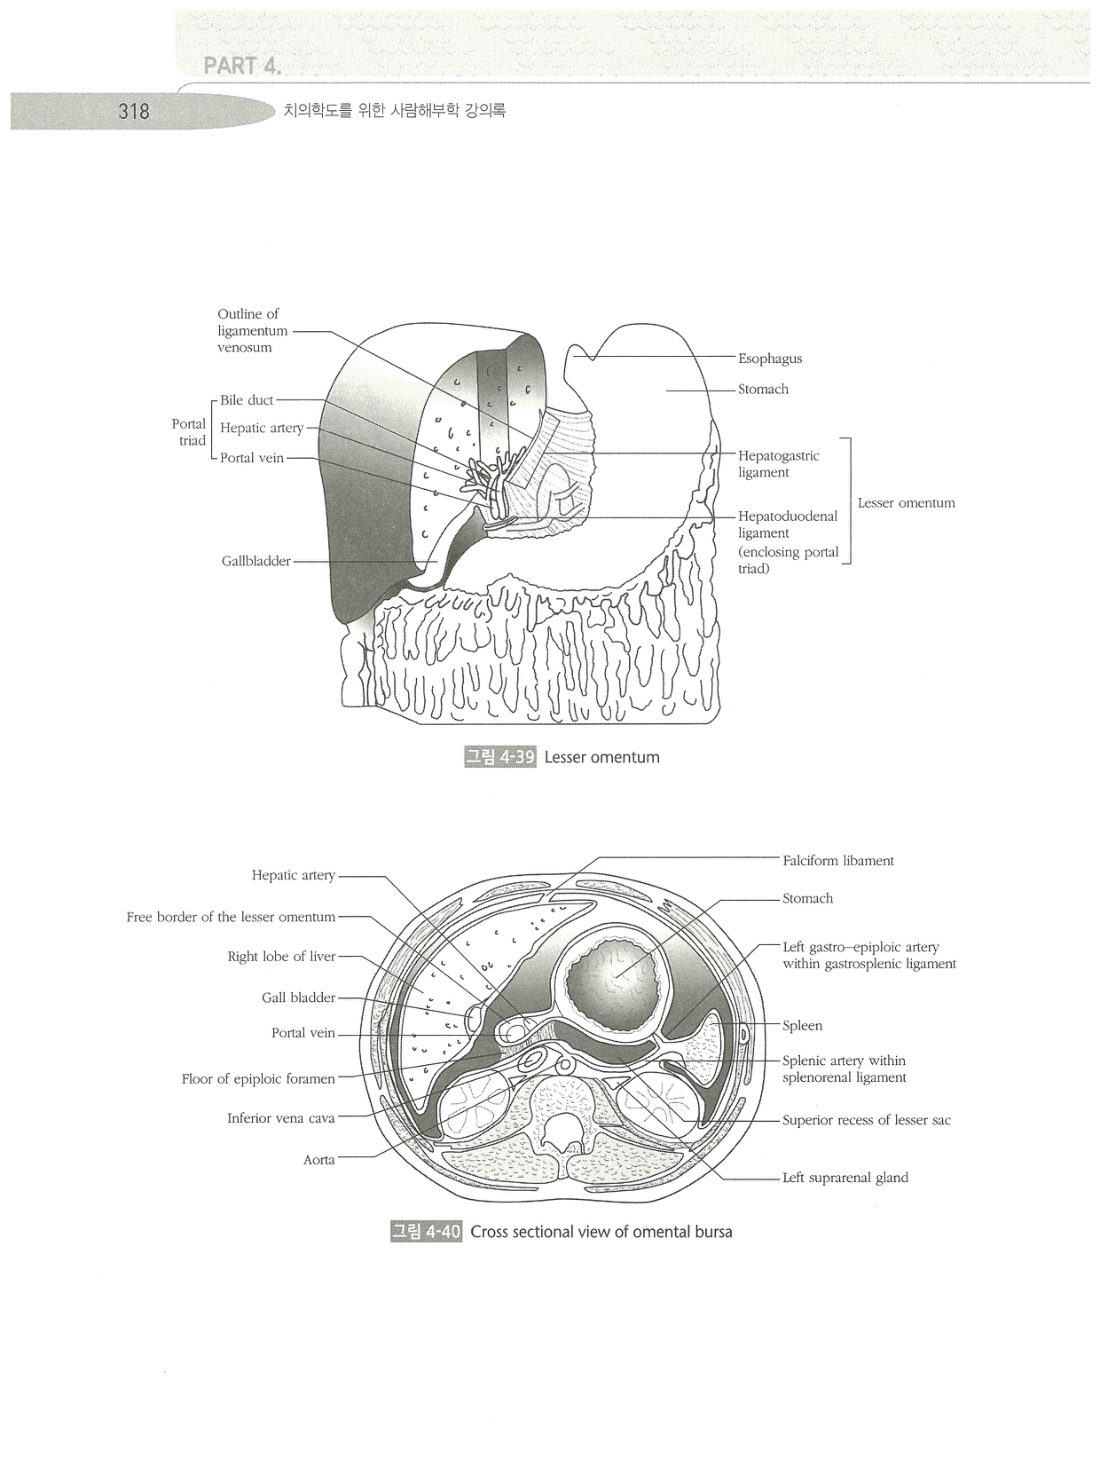 PART 4.
318
치의학도를 위한 사람해부학 강의록
Outline of
ligamentum
venosum
Bile duct
Portal
triad
Hepatic artery
Portal vein
Gallbladder
Esophagus
Stomach
Hepatogastric
ligament
Lesser omentum
Hepatoduodenal
ligament
(enclosing portal
triad)
그림 4-39 Lesser omentum
Hepatic artery
Free border of the lesser omentum
Right lobe of liver
Gall bladder
Portal vein
Floor of epiploic foramen
Inferior vena cava
Aorta
Falciform libament
Stomach
Left gastro-epiploic artery
within gastrosplenic ligament
Spleen
Splenic artery within
splenorenal ligament
Superior recess of lesser sac
Left suprarenal gland
그림 4-40 Cross sectional view of omental bursa